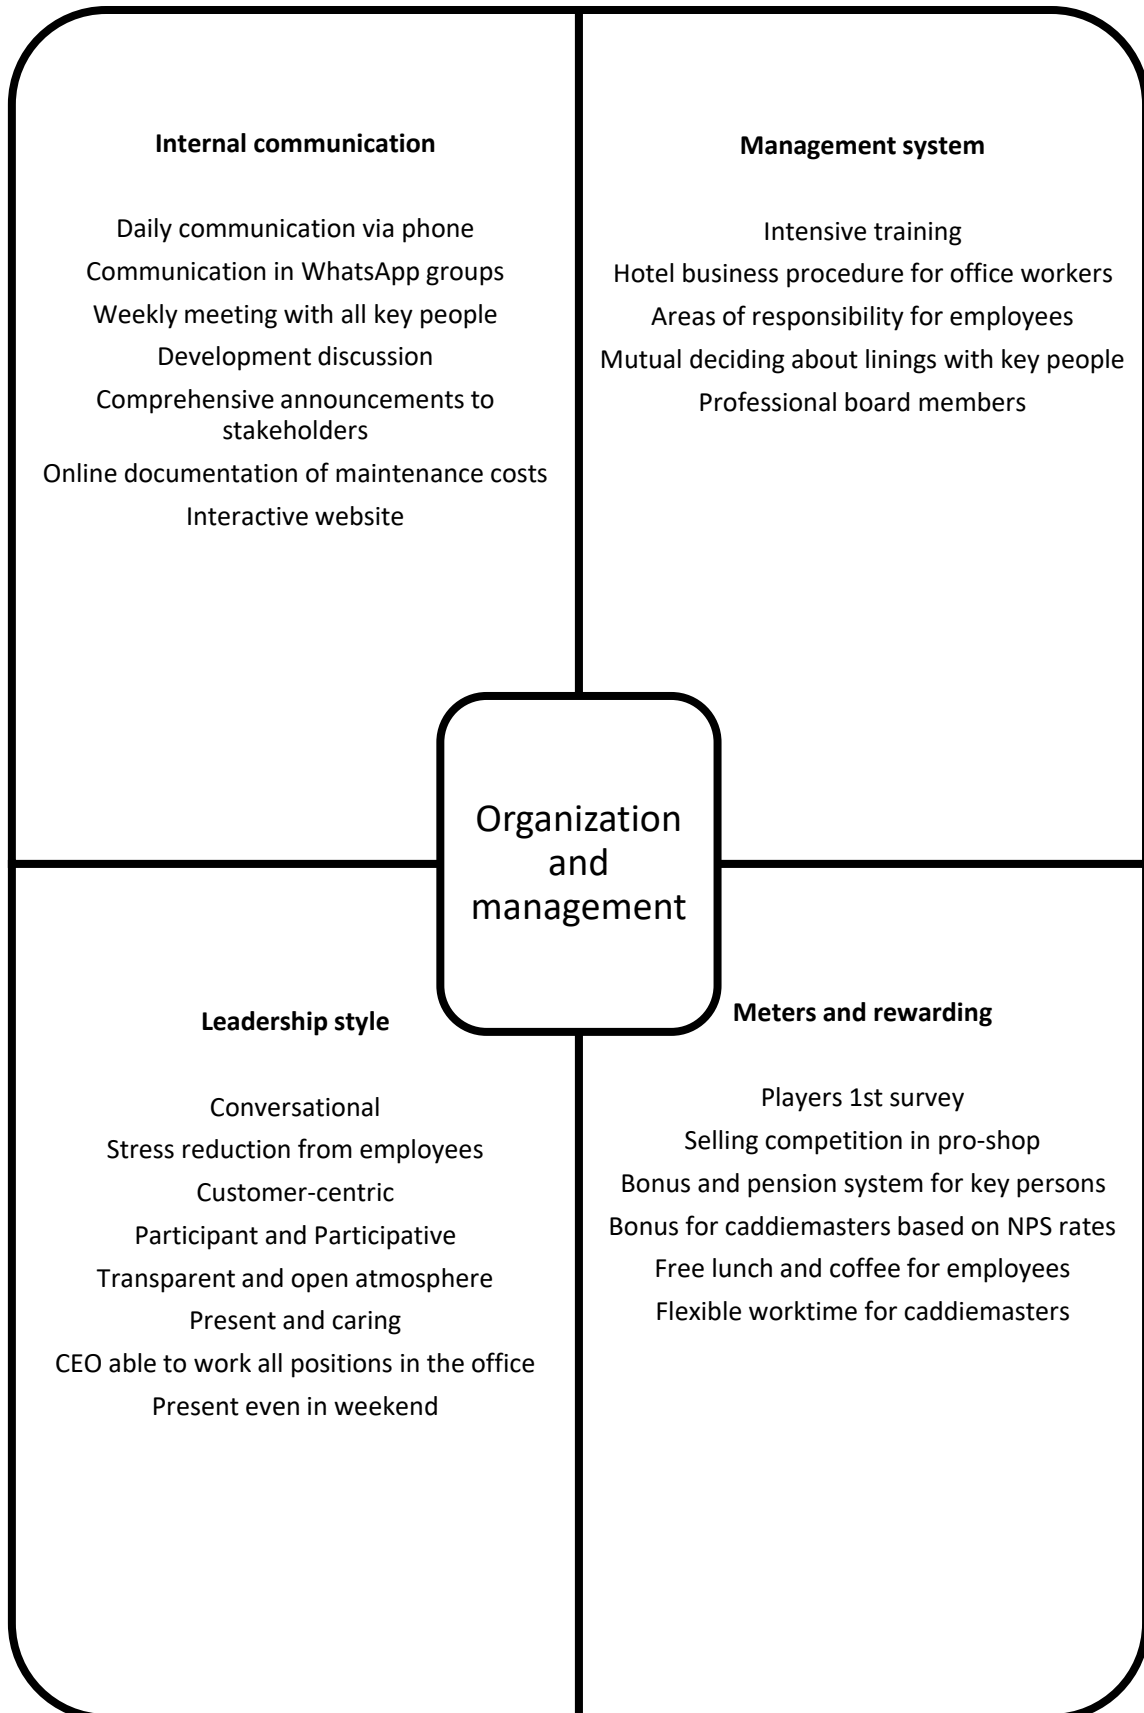 Internal communication
Daily communication via phone
Communication in WhatsApp groups
Weekly meeting with all key people
Development discussion
Comprehensive announcements to
stakeholders
Online documentation of maintenance costs
Interactive website
Management system
Intensive training
Hotel business procedure for office workers
Areas of responsibility for employees
Mutual deciding about linings with key people
Professional board members
Organization
and
management
Leadership style
Conversational
Stress reduction from employees
Customer-centric
Participant and Participative
Transparent and open atmosphere
Present and caring
CEO able to work all positions in the office
Present even in weekend
Meters and rewarding
Players 1st survey
Selling competition in pro-shop
Bonus and pension system for key persons
Bonus for caddiemasters based on NPS rates
Free lunch and coffee for employees
Flexible worktime for caddiemasters